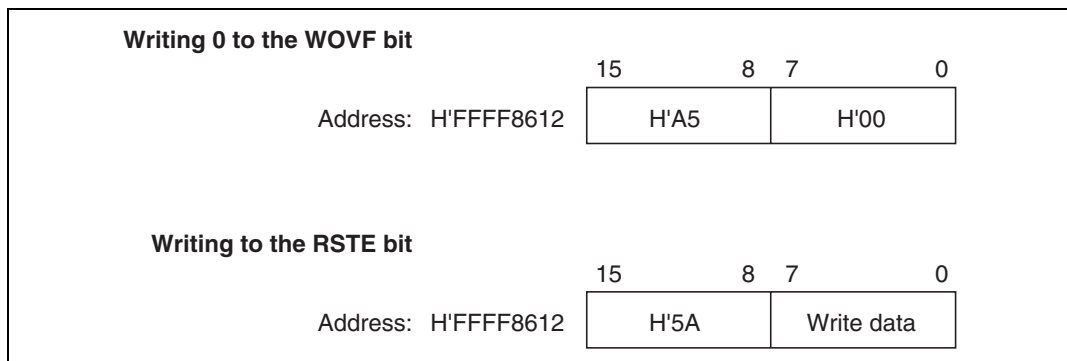 Writing 0 to the WOVF bit
15 8 7 0
Address: H'FFFF8612 H'A5 H'00
Writing to the RSTE bit
15 8 7 0
Address: H'FFFF8612 H'5A Write data